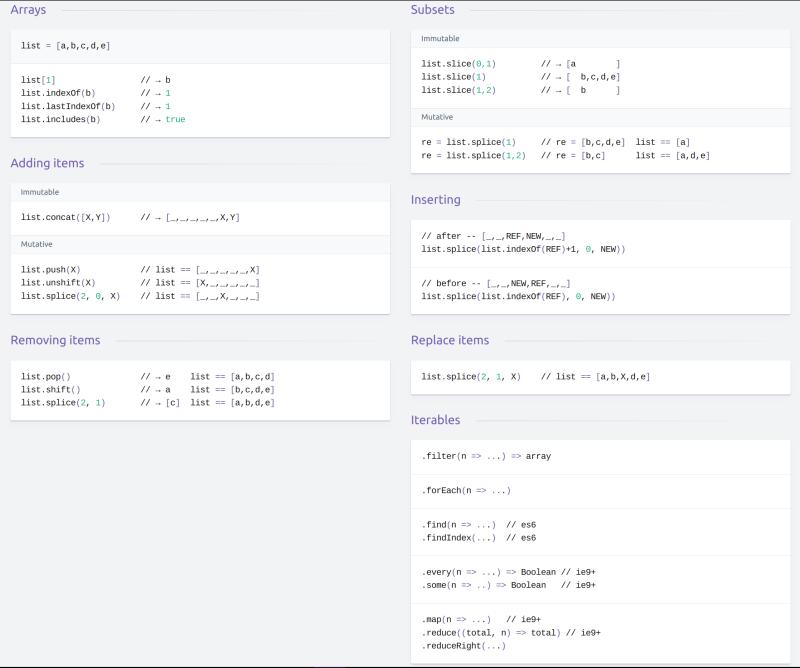 Arrays
list = [a,b,c,d,e]
list[1]                 // → b
list.indexOf(b)         // → 1
list.lastIndexOf(b)     // → 1
list.includes(b)        // → true
Adding items
Immutable
list.concat([X,Y])      // → [_,_,_,_,_,X,Y]
Mutative
list.push(X)            // list == [_,_,_,_,_,X]
list.unshift(X)         // list == [X,_,_,_,_,_]
list.splice(2, 0, X)    // list == [_,_,X,_,_,_]
Removing items
list.pop()              // → e    list == [a,b,c,d]
list.shift()            // → a    list == [b,c,d,e]
list.splice(2, 1)       // → [c]  list == [a,b,d,e]
Subsets
Immutable
list.slice(0,1)         // → [a        ]
list.slice(1)           // → [  b,c,d,e]
list.slice(1,2)         // → [  b      ]
Mutative
re = list.splice(1)     // re = [b,c,d,e]  list == [a]
re = list.splice(1,2)   // re = [b,c]      list == [a,d,e]
Inserting
// after -- [_,_,REF,NEW,_,_]
list.splice(list.indexOf(REF)+1, 0, NEW))
// before -- [_,_,NEW,REF,_,_]
list.splice(list.indexOf(REF), 0, NEW))
Replace items
list.splice(2, 1, X)    // list == [a,b,X,d,e]
Iterables
.filter(n => ...) => array
.forEach(n => ...)
.find(n => ...)  // es6
.findIndex(...)  // es6
.every(n => ...) => Boolean // ie9+
.some(n => ..) => Boolean   // ie9+
.map(n => ...)   // ie9+
.reduce((total, n) => total) // ie9+
.reduceRight(...)